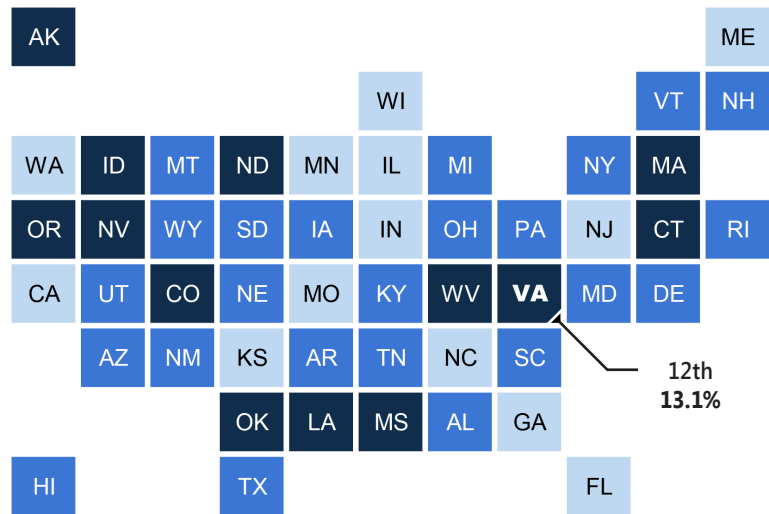 AK ME
WI VT NH
WA ID MT ND MN IL MI NY MA
OR NV WY SD IA IN OH PA NJ CT RI
CA UT CO NE MO KY WV VA MD DE
AZ NM KS AR TN NC SC
12th
13.1%
OK LA MS AL GA
HI TX FL